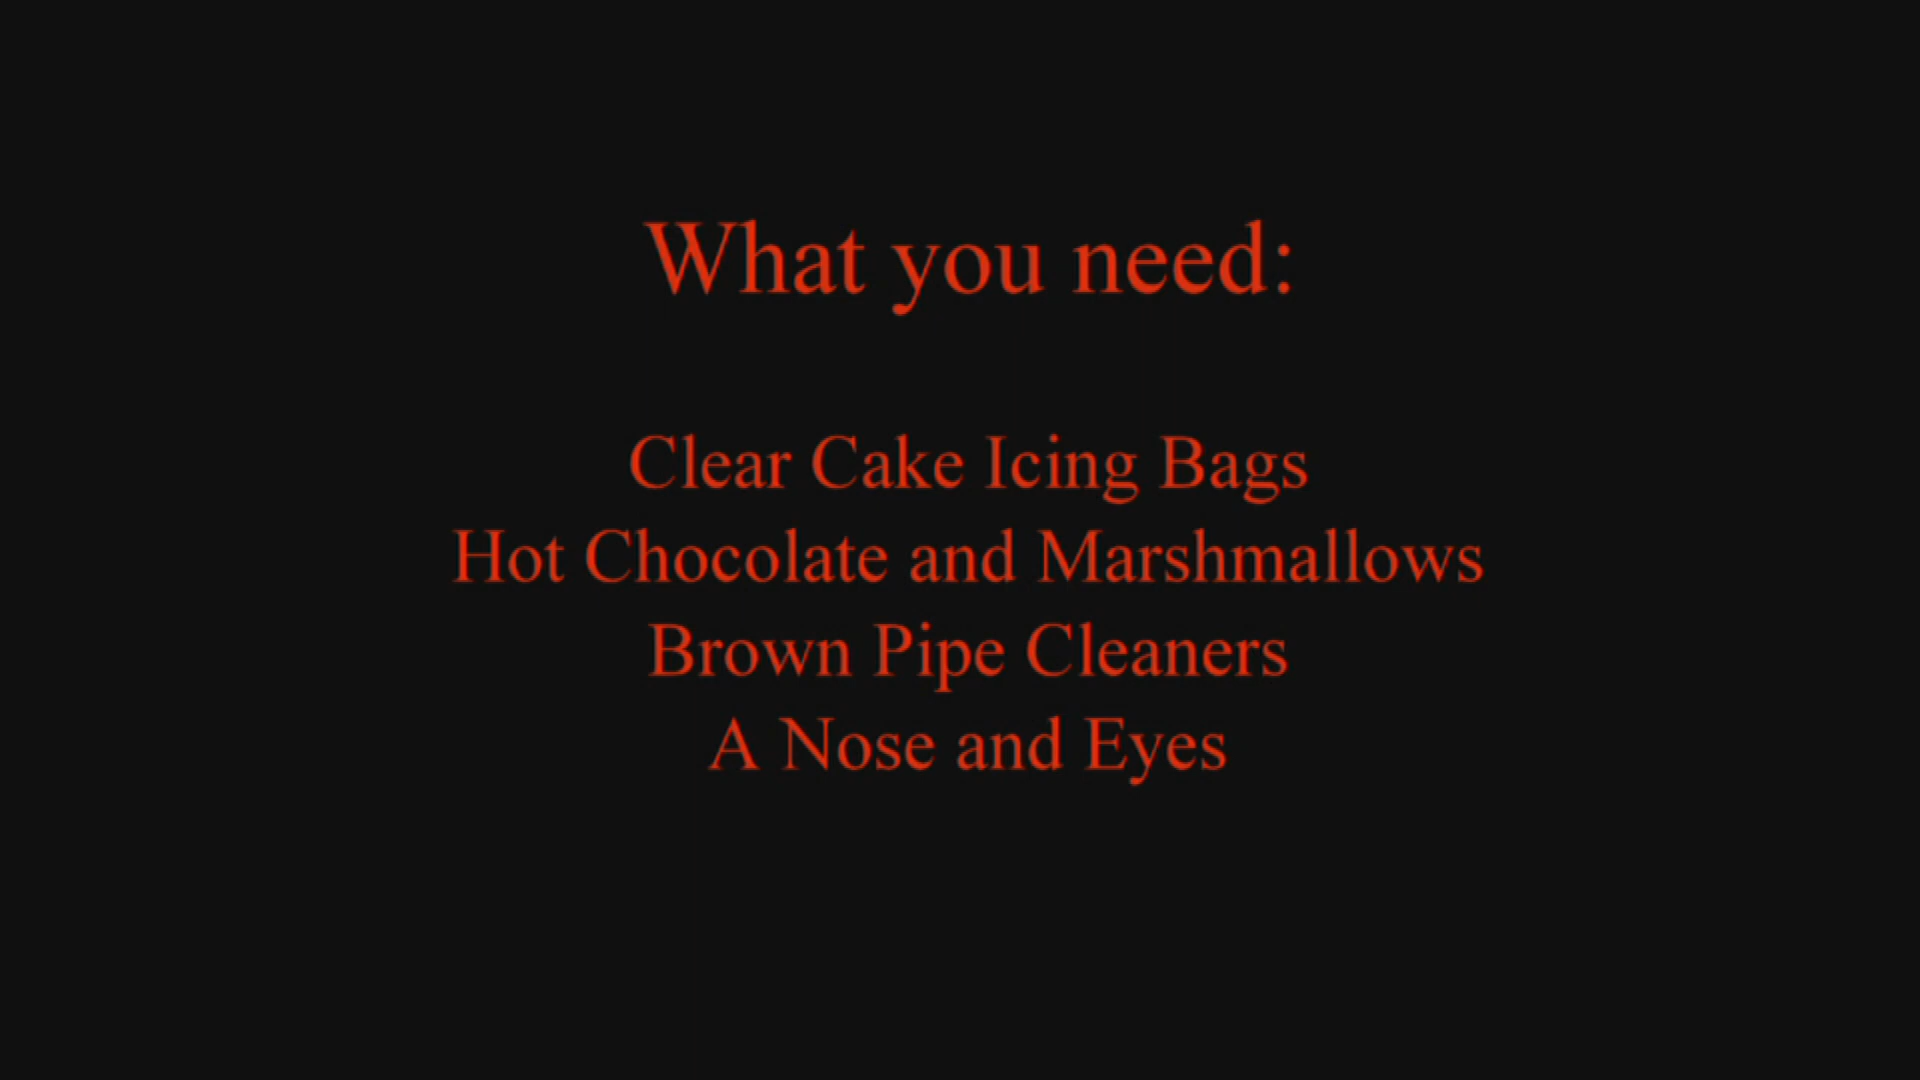 What you need:
Clear Cake Icing Bags
Hot Chocolate and Marshmallows
Brown Pipe Cleaners
A Nose and Eyes